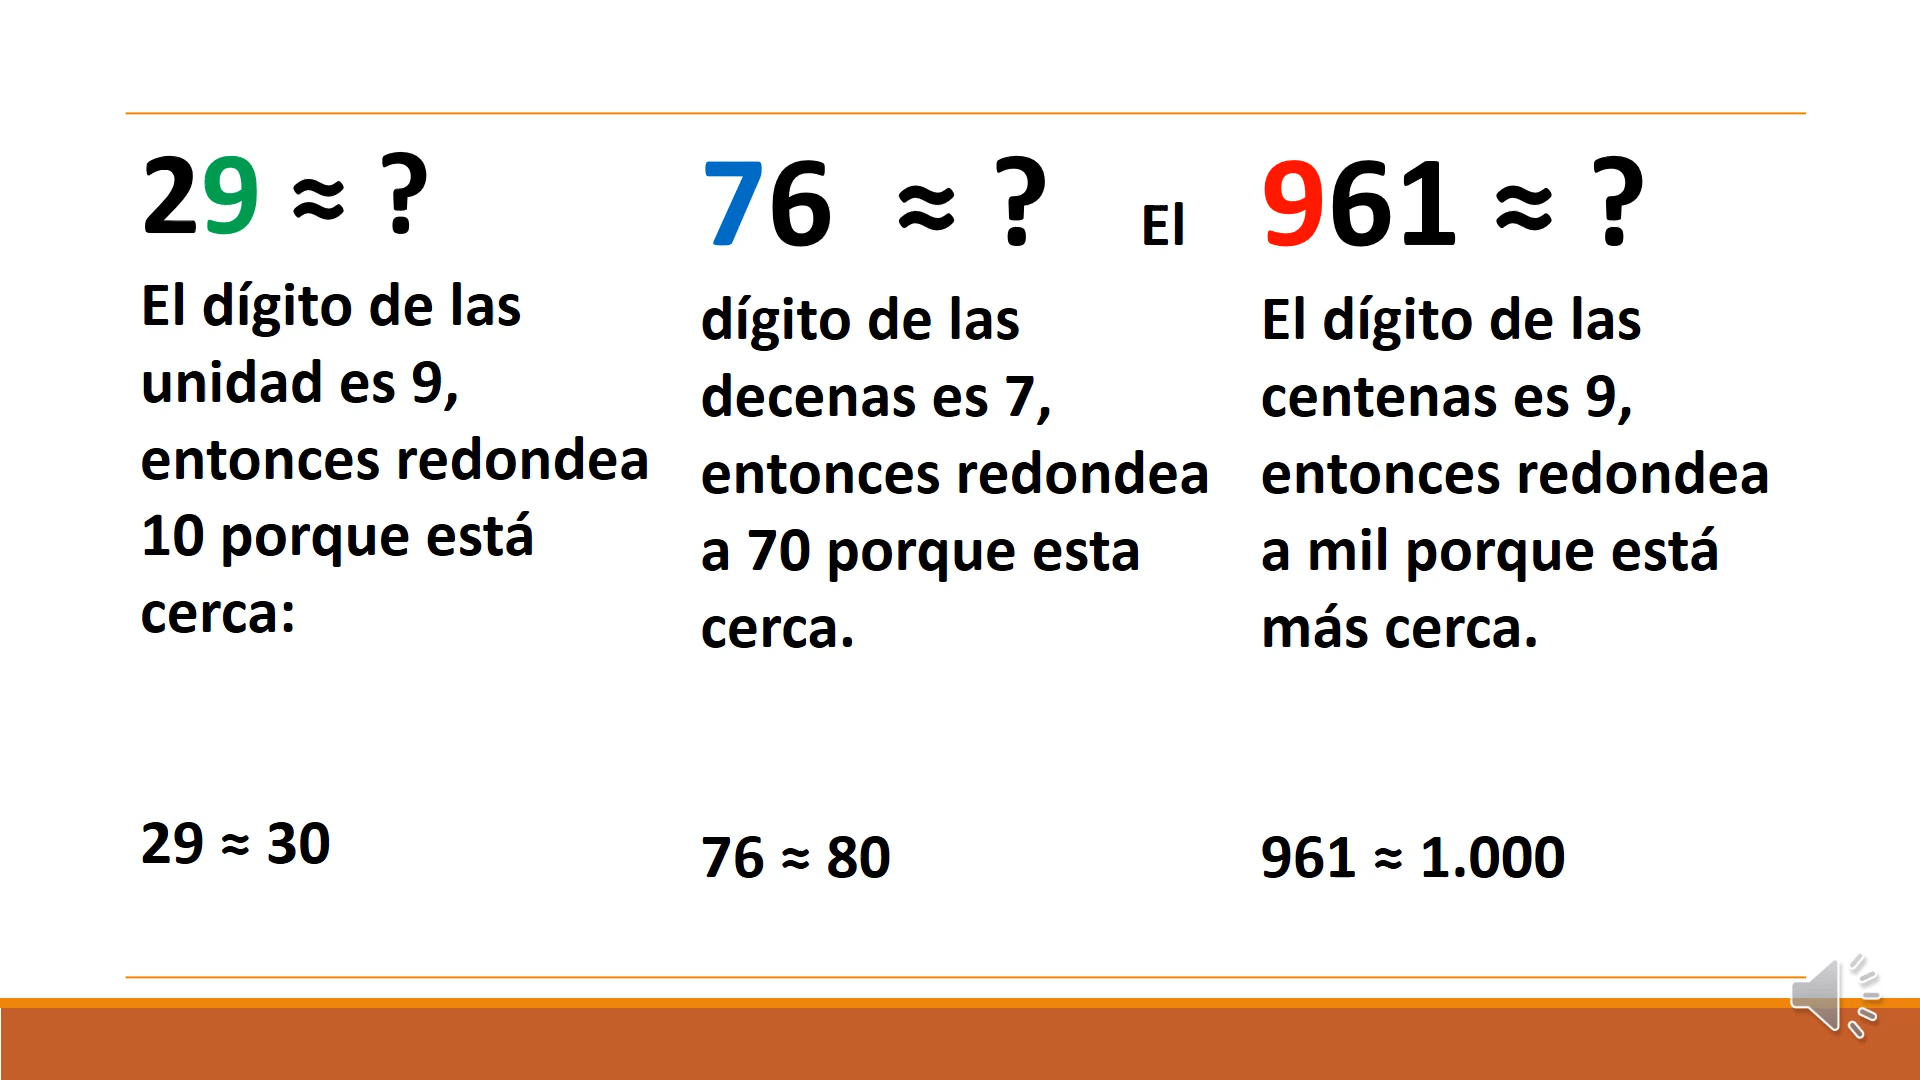 29 ≈ ?
El dígito de las
unidad es 9,
entonces redondea
10 porque está
cerca:
29 ≈ 30
76 ≈ ? El
dígito de las
decenas es 7,
entonces redondea
a 70 porque esta
cerca.
76 ≈ 80
961 ≈ ?
El dígito de las
centenas es 9,
entonces redondea
a mil porque está
más cerca.
961 ≈ 1.000